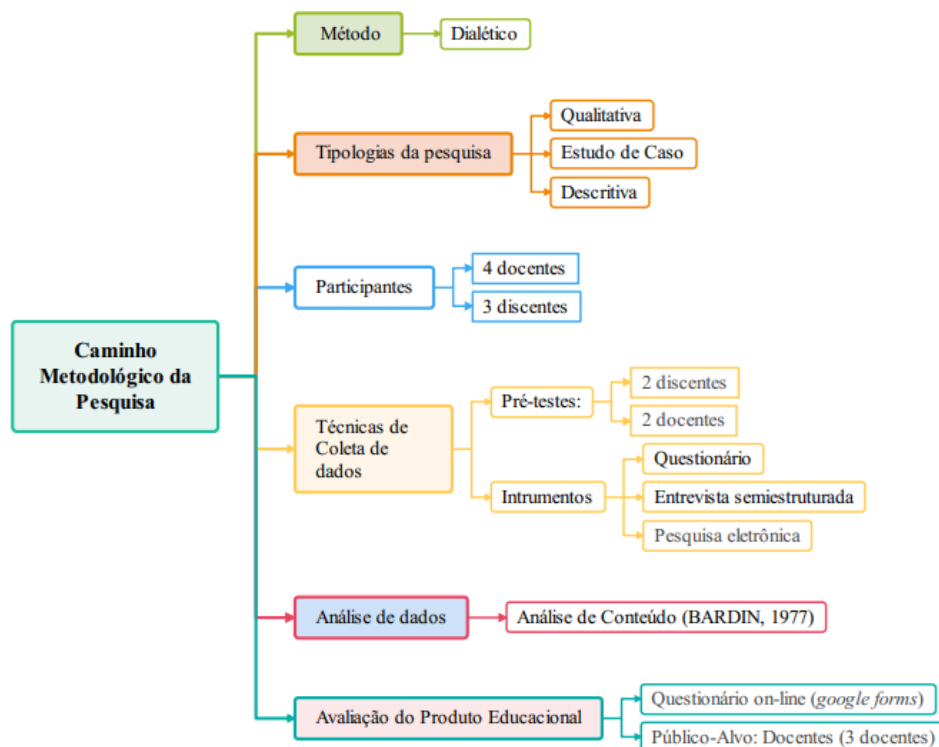 Método
Dialético
Tipologias da pesquisa
Qualitativa
Estudo de Caso
Descritiva
Participantes
4 docentes
3 discentes
Caminho
Metodológico da
Pesquisa
Técnicas de
Coleta de
dados
Pré-testes:
2 discentes
2 docentes
Intrumentos
Questionário
Entrevista semiestruturada
Pesquisa eletrônica
Análise de dados
Análise de Conteúdo (BARDIN, 1977)
Avaliação do Produto Educacional
Questionário on-line (google forms)
Público-Alvo: Docentes (3 docentes)